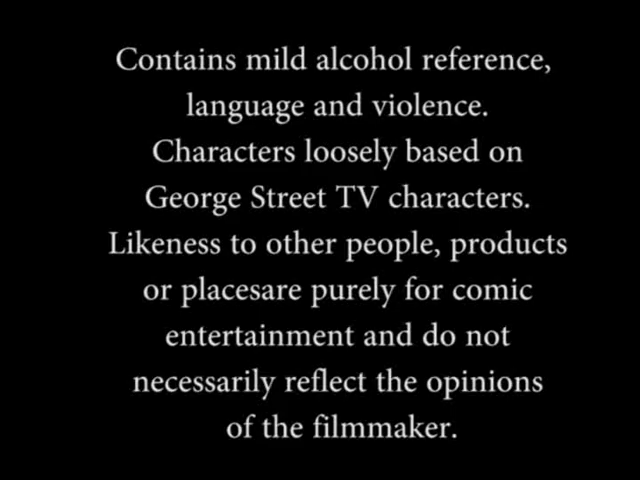 Contains mild alcohol reference,
language and violence.
Characters loosely based on
George Street TV characters.
Likeness to other people, products
or placesare purely for comic
entertainment and do not
necessarily reflect the opinions
of the filmmaker.